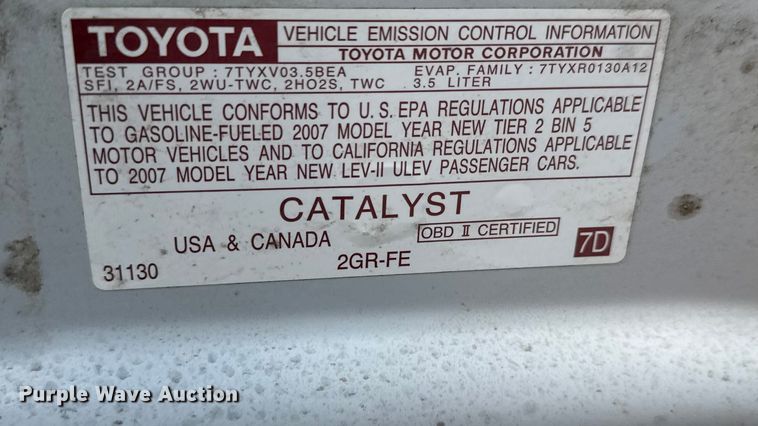 TOYOTA
VEHICLE EMISSION CONTROL INFORMATION
TOYOTA MOTOR CORPORATION
TEST GROUP : 7TYXV03.5BEA EVAP. FAMILY : 7TYXR0130A12
SFI, 2A/FS, 2WU-TWC, 2HO2S, TWC 3.5 LITER
THIS VEHICLE CONFORMS TO U.S. EPA REGULATIONS APPLICABLE
TO GASOLINE-FUELED 2007 MODEL YEAR NEW TIER 2 BIN 5
MOTOR VEHICLES AND TO CALIFORNIA REGULATIONS APPLICABLE
TO 2007 MODEL YEAR NEW LEV-II ULEV PASSENGER CARS.
CATALYST
USA & CANADA OBD II CERTIFIED
31130 2GR-FE 7D
Purple Wave Auction